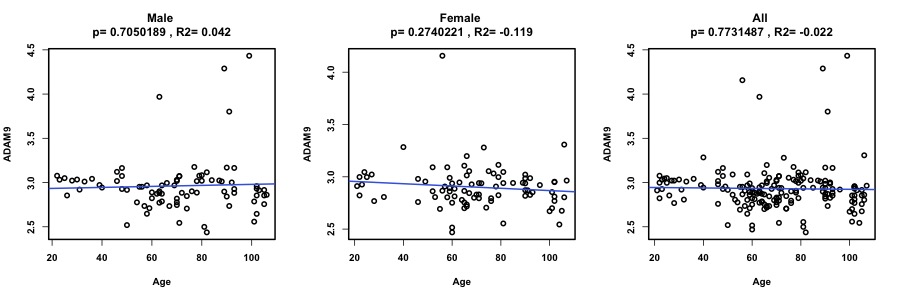 Male
p= 0.7050189 , R2= 0.042
ADAM9
4.5
4.0
3.5
3.0
2.5
20 40 60 80 100
Age
Female
p= 0.2740221 , R2= -0.119
ADAM9
4.0
3.5
3.0
2.5
20 40 60 80 100
Age
All
p= 0.7731487 , R2= -0.022
ADAM9
4.5
4.0
3.5
3.0
2.5
20 40 60 80 100
Age